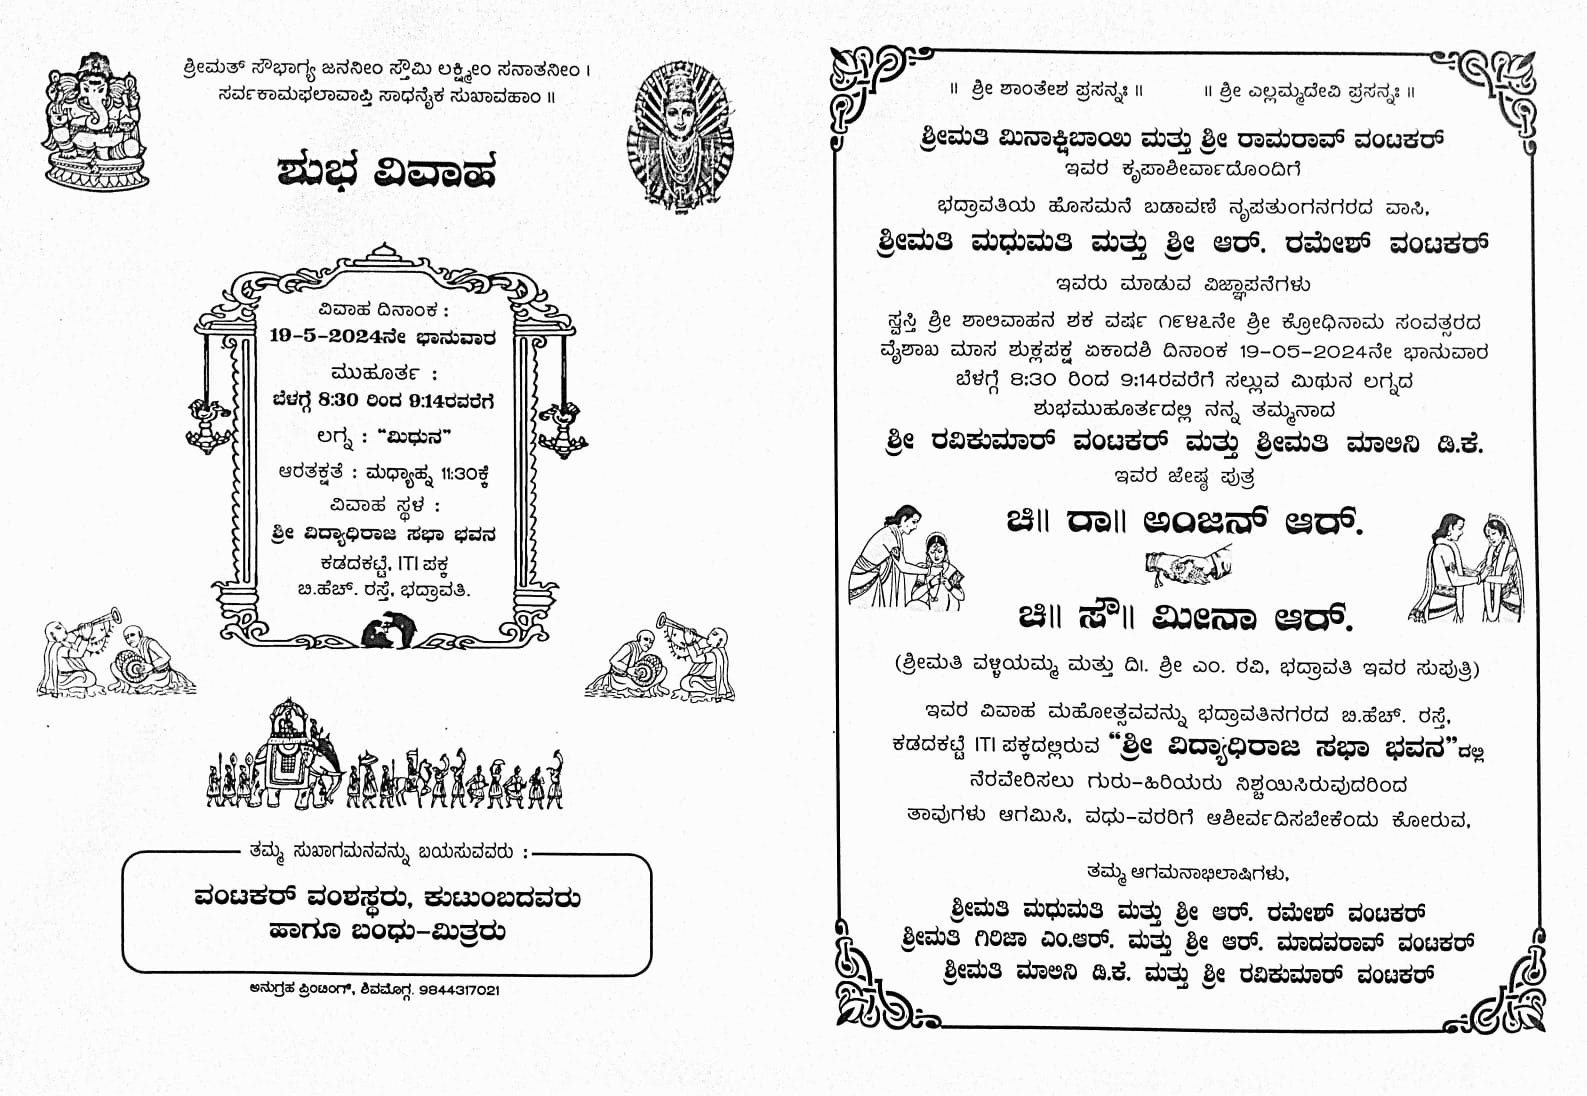 ಶ್ರೀಮತ್ ಸೌಭಾಗ್ಯ ಜನನೀಂ ಸ್ತೌಮಿ ಲಕ್ಷ್ಮೀಂ ಸನಾತನೀಂ ।
ಸರ್ವಕಾಮಫಲಾವಾಪ್ತಿ ಸಾಧನೈಕ ಸುಖಾವಹಾಂ ॥
ಶುಭ ವಿವಾಹ
ವಿವಾಹ ದಿನಾಂಕ :
19-5-2024ನೇ ಭಾನುವಾರ
ಮುಹೂರ್ತ :
ಬೆಳಗ್ಗೆ 8:30 ರಿಂದ 9:14ರವರೆಗೆ
ಲಗ್ನ : “ಮಿಥುನ”
ಆರತಕ್ಷತೆ : ಮಧ್ಯಾಹ್ನ 11:30ಕ್ಕೆ
ವಿವಾಹ ಸ್ಥಳ :
ಶ್ರೀ ವಿದ್ಯಾಧಿರಾಜ ಸಭಾ ಭವನ
ಕಡದಕಟ್ಟೆ, ITI ಪಕ್ಕ
ಬಿ.ಹೆಚ್. ರಸ್ತೆ, ಭದ್ರಾವತಿ.
ತಮ್ಮ ಸುಖಾಗಮನವನ್ನು ಬಯಸುವವರು :
ವಂಟಕರ್ ವಂಶಸ್ಥರು, ಕುಟುಂಬದವರು
ಹಾಗೂ ಬಂಧು-ಮಿತ್ರರು
ಅನುಗ್ರಹ ಪ್ರಿಂಟಿಂಗ್, ಶಿವಮೊಗ್ಗ. 9844317021
॥ ಶ್ರೀ ಶಾಂತೇಶ ಪ್ರಸನ್ನಃ ॥ ॥ ಶ್ರೀ ಎಲ್ಲಮ್ಮದೇವಿ ಪ್ರಸನ್ನಃ ॥
ಶ್ರೀಮತಿ ಮಿನಾಕ್ಷಿಬಾಯಿ ಮತ್ತು ಶ್ರೀ ರಾಮರಾವ್ ವಂಟಕರ್
ಇವರ ಕೃಪಾಶೀರ್ವಾದೊಂದಿಗೆ
ಭದ್ರಾವತಿಯ ಹೊಸಮನೆ ಬಡಾವಣೆ ನೃಪತುಂಗನಗರದ ವಾಸಿ,
ಶ್ರೀಮತಿ ಮಧುಮತಿ ಮತ್ತು ಶ್ರೀ ಆರ್. ರಮೇಶ್ ವಂಟಕರ್
ಇವರು ಮಾಡುವ ವಿಜ್ಞಾಪನೆಗಳು
ಸ್ವಸ್ತಿ ಶ್ರೀ ಶಾಲಿವಾಹನ ಶಕ ವರ್ಷ ೧೯೪೬ನೇ ಶ್ರೀ ಕ್ರೋಧಿನಾಮ ಸಂವತ್ಸರದ
ವೈಶಾಖ ಮಾಸ ಶುಕ್ಲಪಕ್ಷ ಏಕಾದಶಿ ದಿನಾಂಕ 19-05-2024ನೇ ಭಾನುವಾರ
ಬೆಳಗ್ಗೆ 8:30 ರಿಂದ 9:14ರವರೆಗೆ ಸಲ್ಲುವ ಮಿಥುನ ಲಗ್ನದ
ಶುಭಮುಹೂರ್ತದಲ್ಲಿ ನನ್ನ ತಮ್ಮನಾದ
ಶ್ರೀ ರವಿಕುಮಾರ್ ವಂಟಕರ್ ಮತ್ತು ಶ್ರೀಮತಿ ಮಾಲಿನಿ ಡಿ.ಕೆ.
ಇವರ ಜೇಷ್ಠ ಪುತ್ರ
ಚಿ॥ ರಾ॥ ಅಂಜನ್ ಆರ್.
ಚಿ॥ ಸೌ॥ ಮೀನಾ ಆರ್.
(ಶ್ರೀಮತಿ ವಳ್ಳಿಯಮ್ಮ ಮತ್ತು ದಿ।. ಶ್ರೀ ಎಂ. ರವಿ, ಭದ್ರಾವತಿ ಇವರ ಸುಪುತ್ರಿ)
ಇವರ ವಿವಾಹ ಮಹೋತ್ಸವವನ್ನು ಭದ್ರಾವತಿನಗರದ ಬಿ.ಹೆಚ್. ರಸ್ತೆ,
ಕಡದಕಟ್ಟೆ ITI ಪಕ್ಕದಲ್ಲಿರುವ “ಶ್ರೀ ವಿದ್ಯಾಧಿರಾಜ ಸಭಾ ಭವನ”ದಲ್ಲಿ
ನೆರವೇರಿಸಲು ಗುರು-ಹಿರಿಯರು ನಿಶ್ಚಯಿಸಿರುವುದರಿಂದ
ತಾವುಗಳು ಆಗಮಿಸಿ, ವಧು-ವರರಿಗೆ ಆಶೀರ್ವದಿಸಬೇಕೆಂದು ಕೋರುವ,
ತಮ್ಮ ಆಗಮನಾಭಿಲಾಷಿಗಳು,
ಶ್ರೀಮತಿ ಮಧುಮತಿ ಮತ್ತು ಶ್ರೀ ಆರ್. ರಮೇಶ್ ವಂಟಕರ್
ಶ್ರೀಮತಿ ಗಿರಿಜಾ ಎಂ.ಆರ್. ಮತ್ತು ಶ್ರೀ ಆರ್. ಮಾದವರಾವ್ ವಂಟಕರ್
ಶ್ರೀಮತಿ ಮಾಲಿನಿ ಡಿ.ಕೆ. ಮತ್ತು ಶ್ರೀ ರವಿಕುಮಾರ್ ವಂಟಕರ್